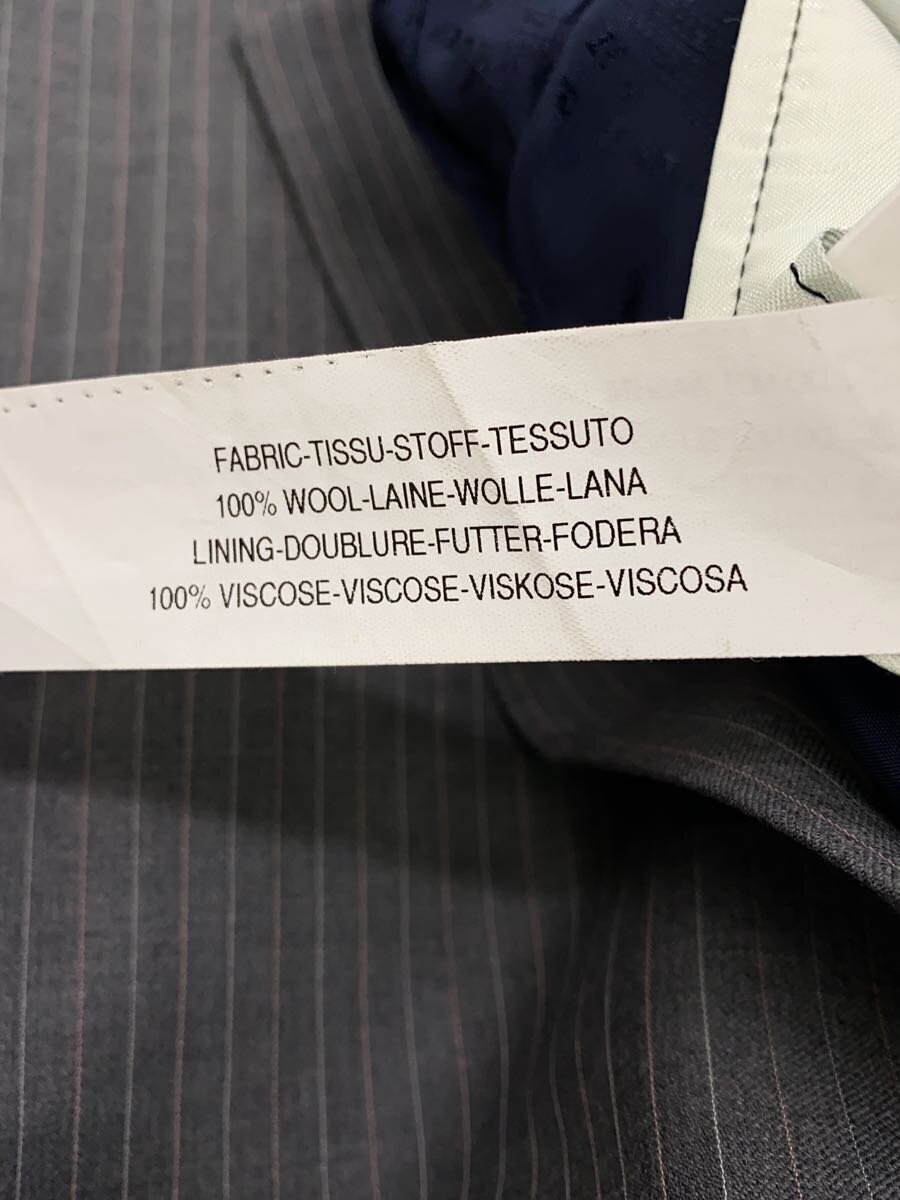 FABRIC-TISSU-STOFF-TESSUTO
100% WOOL-LAINE-WOLLE-LANA
LINING-DOUBLURE-FUTTER-FODERA
100% VISCOSE-VISCOSE-VISKOSE-VISCOSA